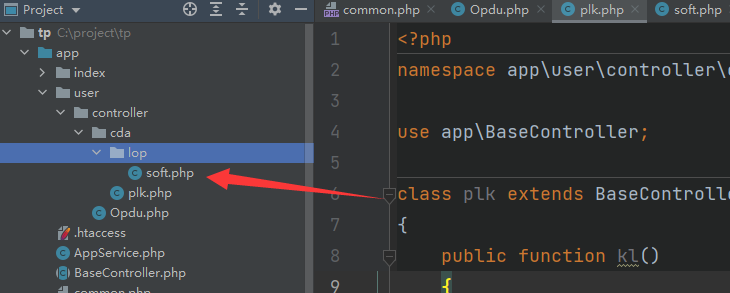 Project
common.php
Opdu.php
plk.php
soft.php
tp C:\project\tp
app
index
user
controller
cda
lop
soft.php
plk.php
Opdu.php
.htaccess
AppService.php
BaseController.php
common.php
1 <?php
2 namespace app\user\controller\
3
4 use app\BaseController;
5
6 class plk extends BaseControlle
7 {
8 public function kl()
9 {